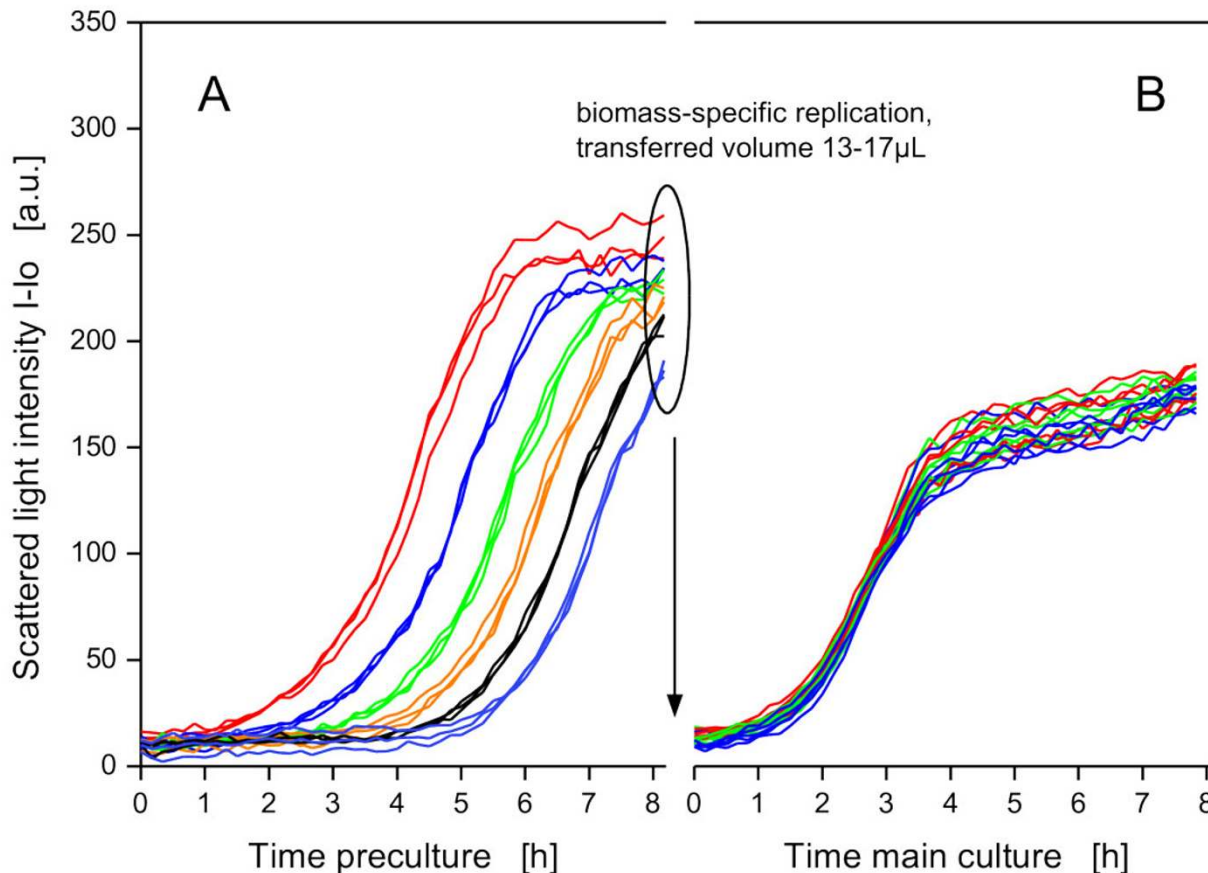 350
300
250
200
150
100
50
0
Scattered light intensity I-Io [a.u.]
A
biomass-specific replication,
transferred volume 13-17µL
B
0 1 2 3 4 5 6 7 8
0 1 2 3 4 5 6 7 8
Time preculture [h]
Time main culture [h]